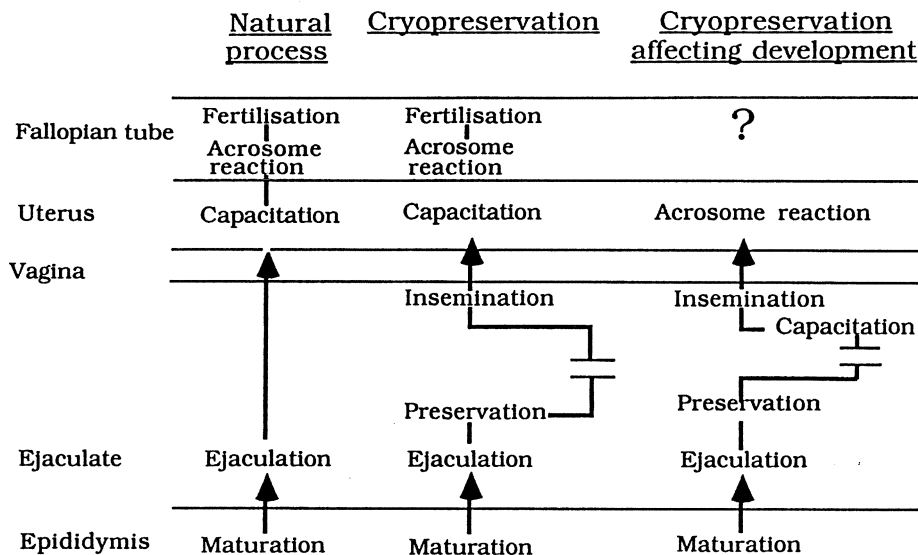 Natural process Cryopreservation Cryopreservation affecting development
Fallopian tube
Fertilisation Fertilisation ?
Acrosome reaction Acrosome reaction
Uterus Capacitation Capacitation Acrosome reaction
Vagina
Insemination Insemination
Capacitation
Preservation Preservation
Ejaculate Ejaculation Ejaculation Ejaculation
Epididymis Maturation Maturation Maturation